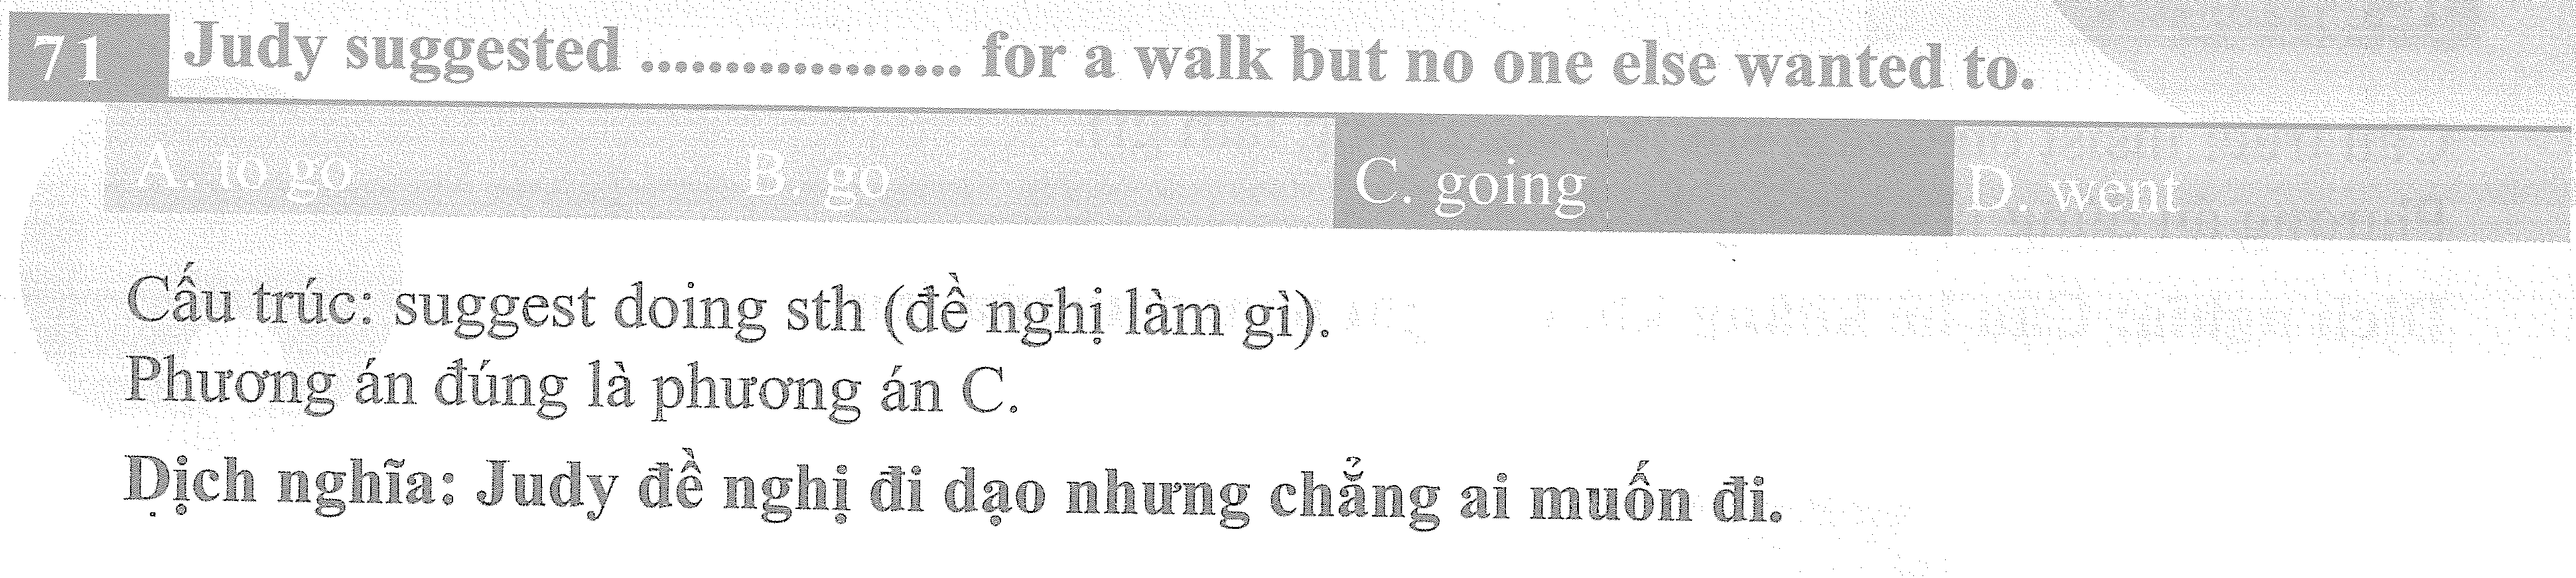 71 Judy suggested .................... for a walk but no one else wanted to.
A. to go B. go C. going D. went
Cấu trúc: suggest doing sth (đề nghị làm gì).
Phương án đúng là phương án C.
Dịch nghĩa: Judy đề nghị đi dạo nhưng chẳng ai muốn đi.